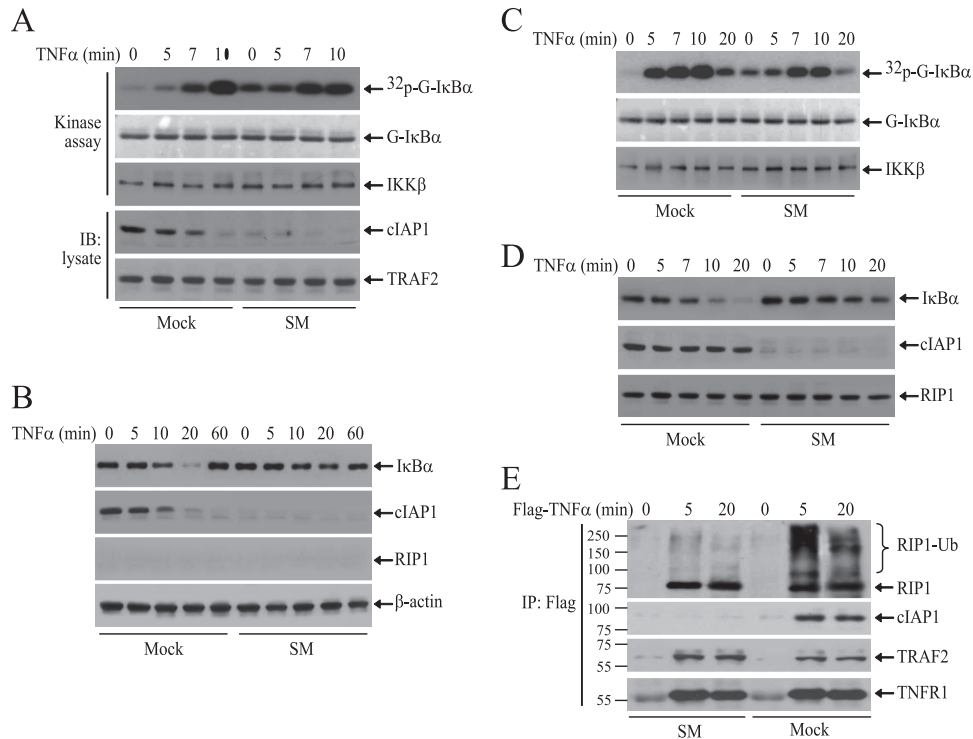 A
TNFα (min) 0 5 7 10 0 5 7 10
Kinase assay
32p-G-IκBα
G-IκBα
IKKβ
IB: lysate
cIAP1
TRAF2
Mock SM
B
TNFα (min) 0 5 10 20 60 0 5 10 20 60
IκBα
cIAP1
RIP1
β-actin
Mock SM
C
TNFα (min) 0 5 7 10 20 0 5 7 10 20
32p-G-IκBα
G-IκBα
IKKβ
Mock SM
D
TNFα (min) 0 5 7 10 20 0 5 7 10 20
IκBα
cIAP1
RIP1
Mock SM
E
Flag-TNFα (min) 0 5 20 0 5 20
IP: Flag
250
150
100
75
RIP1-Ub
RIP1
100
75
cIAP1
75
55
TRAF2
55
TNFR1
SM Mock